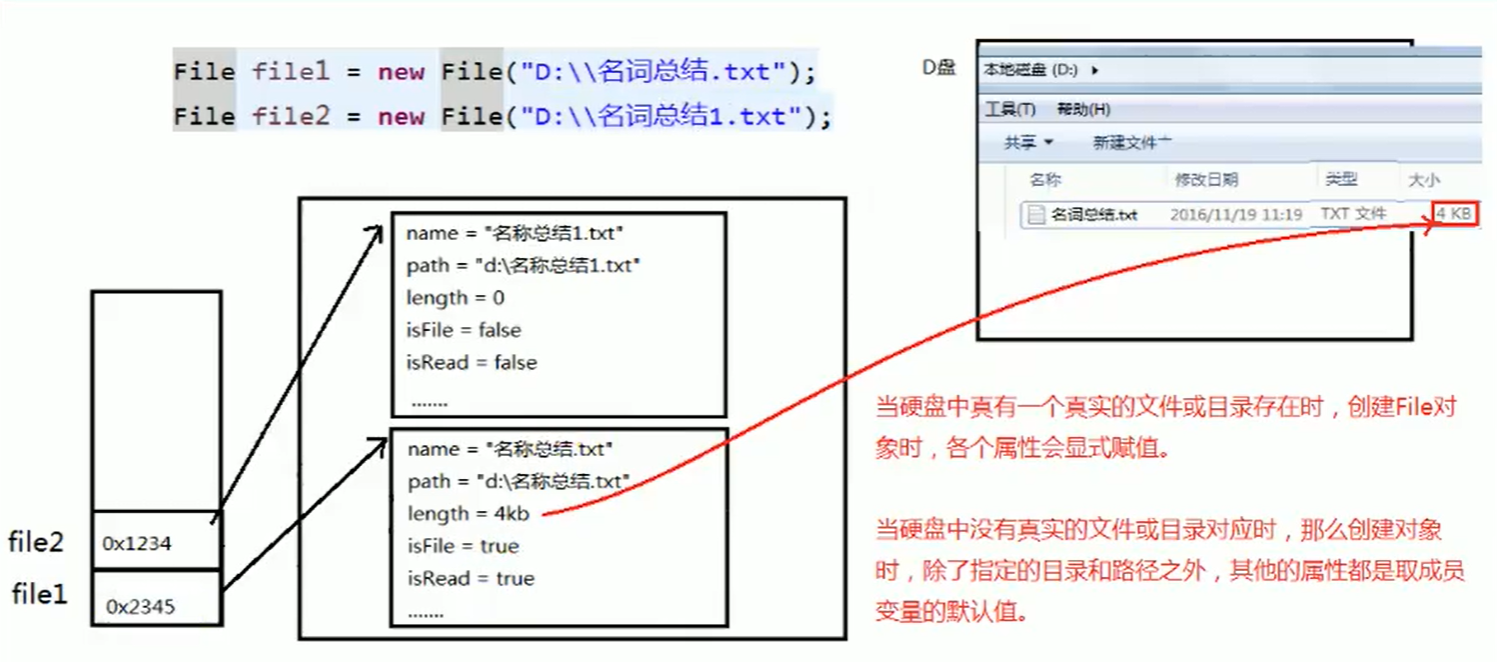 File file1 = new File("D:\\名词总结.txt");
File file2 = new File("D:\\名词总结1.txt");
D盘
本地磁盘 (D:)
工具(T) 帮助(H)
共享 新建文件
名称 修改日期 类型 大小
名词总结.txt 2016/11/19 11:19 TXT 文件 4 KB
name = "名称总结1.txt"
path = "d:\名称总结1.txt"
length = 0
isFile = false
isRead = false
.......
name = "名称总结.txt"
path = "d:\名称总结.txt"
length = 4kb
isFile = true
isRead = true
.......
file2 0x1234
file1 0x2345
当硬盘中真有一个真实的文件或目录存在时，创建File对
象时，各个属性会显式赋值。
当硬盘中没有真实的文件或目录对应时，那么创建对象
时，除了指定的目录和路径之外，其他的属性都是取成员
变量的默认值。